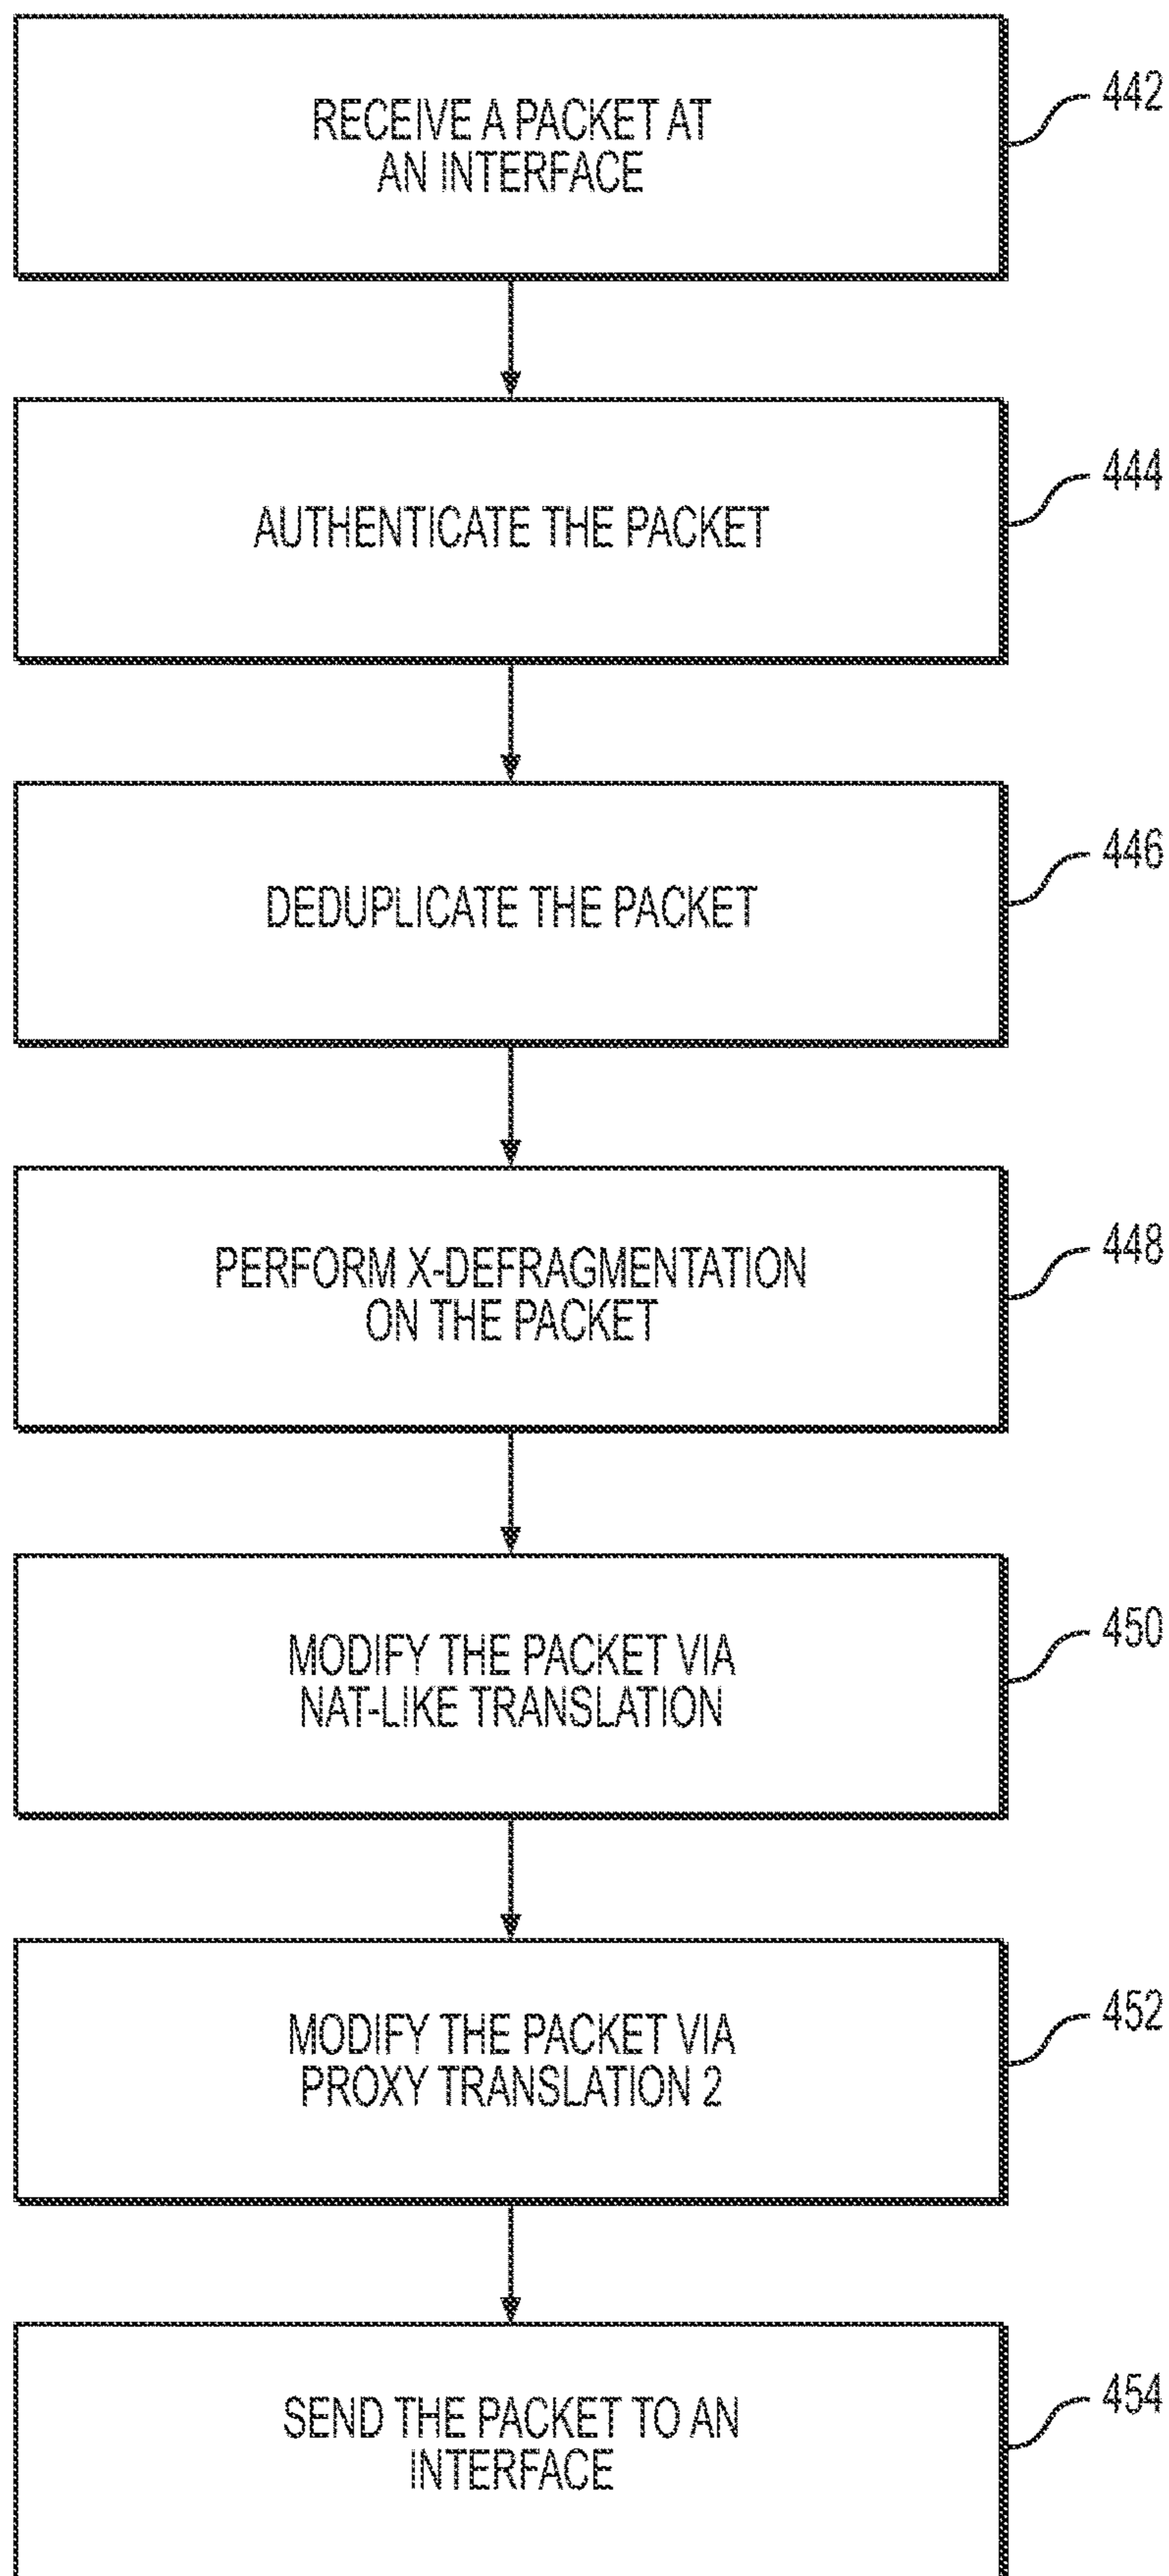 RECEIVE A PACKET AT
AN INTERFACE
442
AUTHENTICATE THE PACKET
444
DEDUPLICATE THE PACKET
446
PERFORM X-DEFRAGMENTATION
ON THE PACKET
448
MODIFY THE PACKET VIA
NAT-LIKE TRANSLATION
450
MODIFY THE PACKET VIA
PROXY TRANSLATION 2
452
SEND THE PACKET TO AN
INTERFACE
454